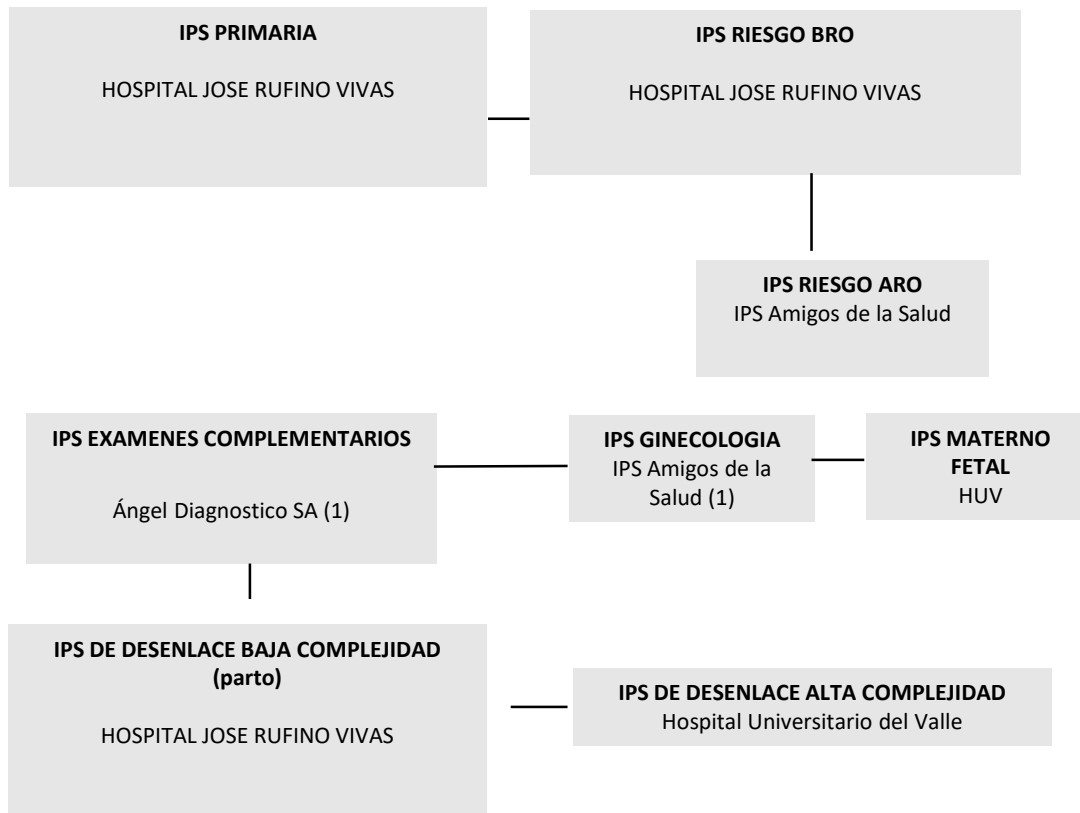 IPS PRIMARIA
HOSPITAL JOSE RUFINO VIVAS
IPS RIESGO BRO
HOSPITAL JOSE RUFINO VIVAS
IPS RIESGO ARO
IPS Amigos de la Salud
IPS EXAMENES COMPLEMENTARIOS
Ángel Diagnostico SA (1)
IPS GINECOLOGIA
IPS Amigos de la
Salud (1)
IPS MATERNO
FETAL
HUV
IPS DE DESENLACE BAJA COMPLEJIDAD
(parto)
HOSPITAL JOSE RUFINO VIVAS
IPS DE DESENLACE ALTA COMPLEJIDAD
Hospital Universitario del Valle